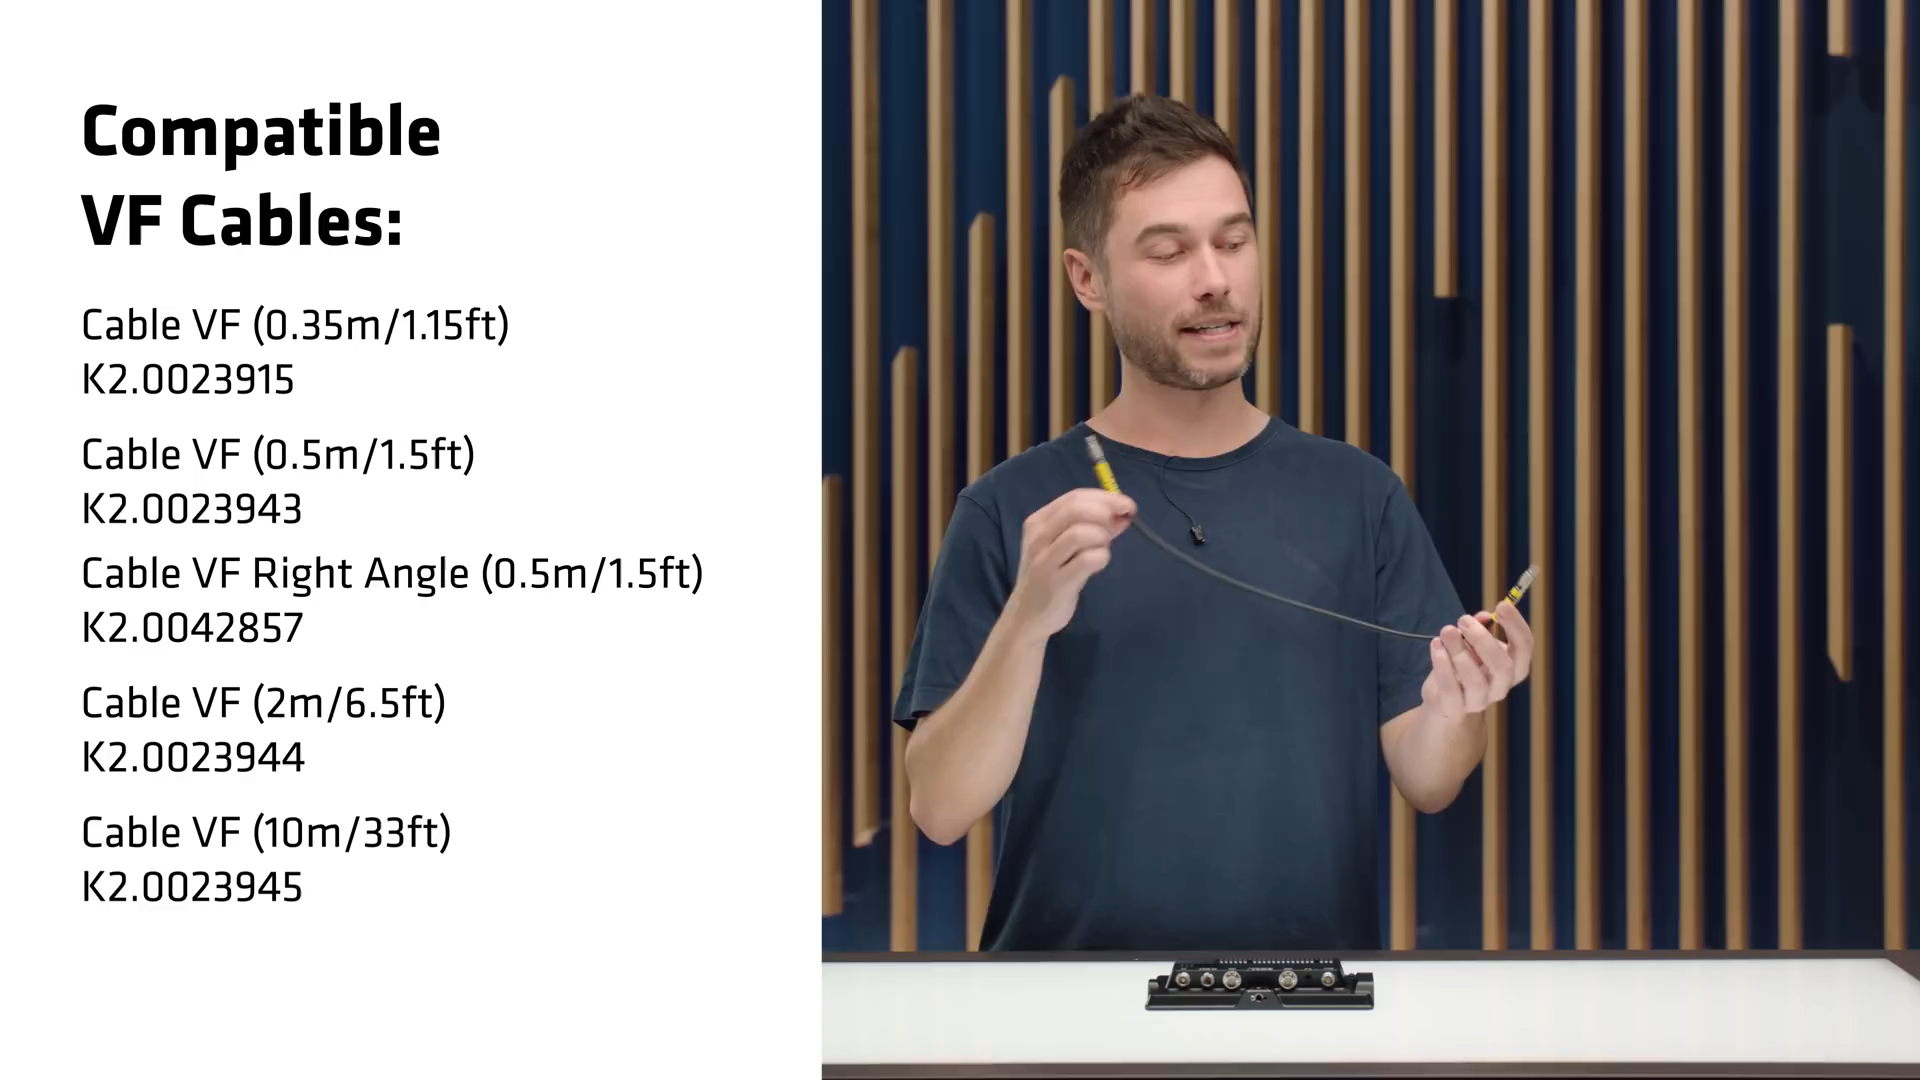 Compatible
VF Cables:
Cable VF (0.35m/1.15ft)
K2.0023915
Cable VF (0.5m/1.5ft)
K2.0023943
Cable VF Right Angle (0.5m/1.5ft)
K2.0042857
Cable VF (2m/6.5ft)
K2.0023944
Cable VF (10m/33ft)
K2.0023945